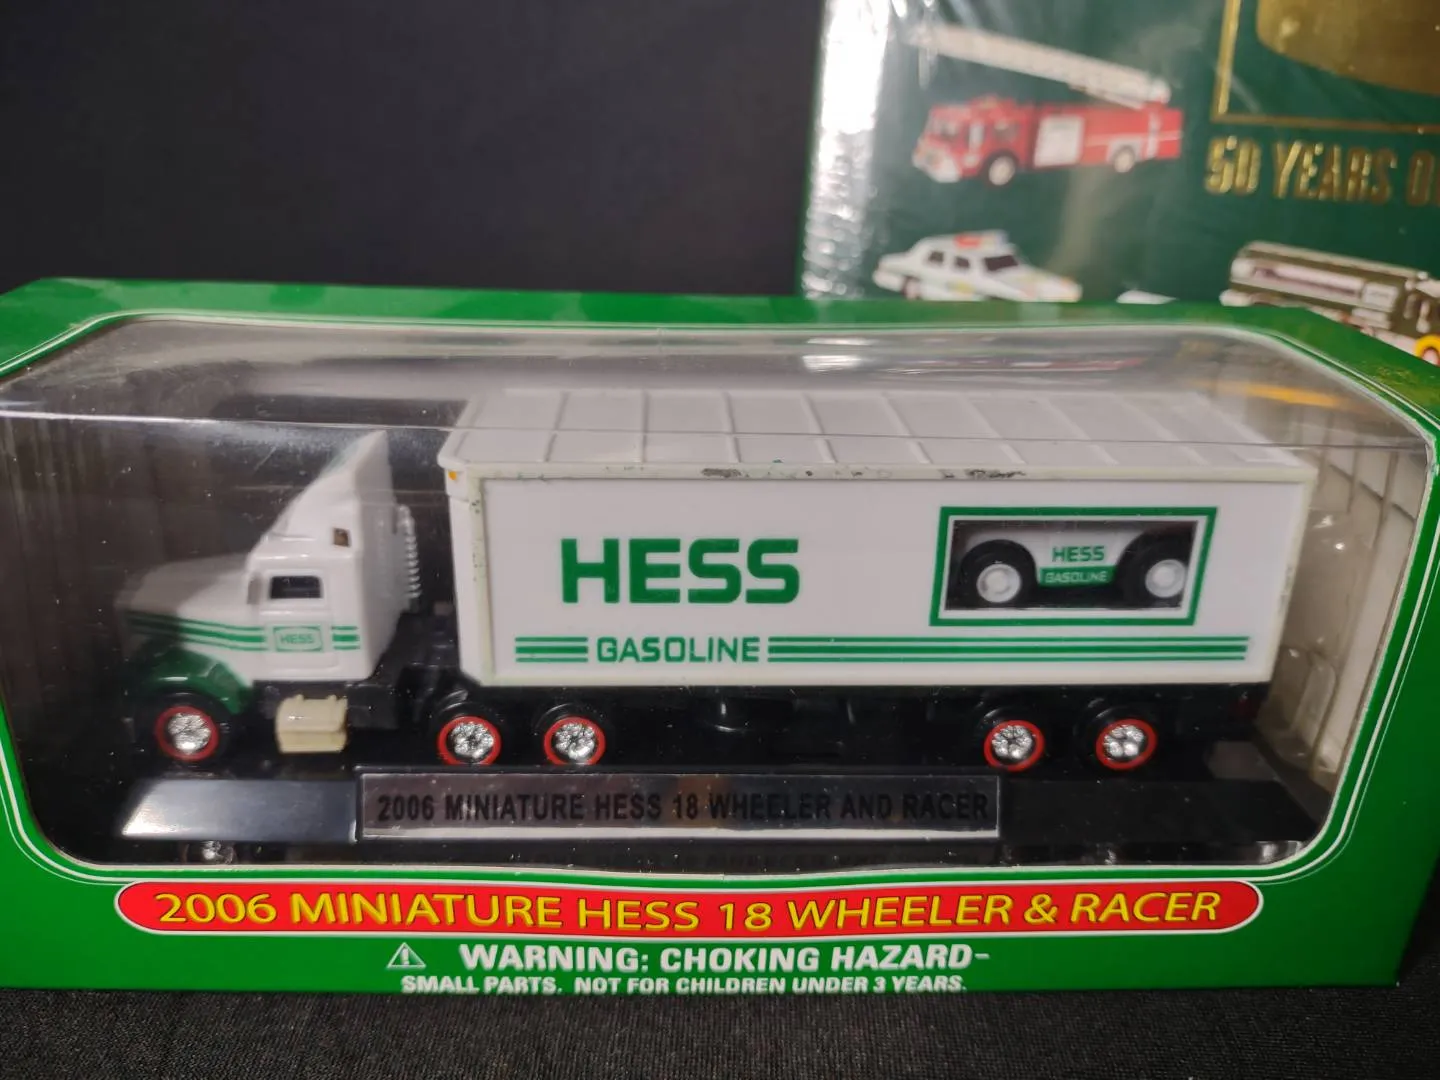 50 YEARS O
HESS
HESS
GASOLINE
HESS
GASOLINE
2006 MINIATURE HESS 18 WHEELER AND RACER
2006 MINIATURE HESS 18 WHEELER & RACER
WARNING: CHOKING HAZARD-
SMALL PARTS. NOT FOR CHILDREN UNDER 3 YEARS.